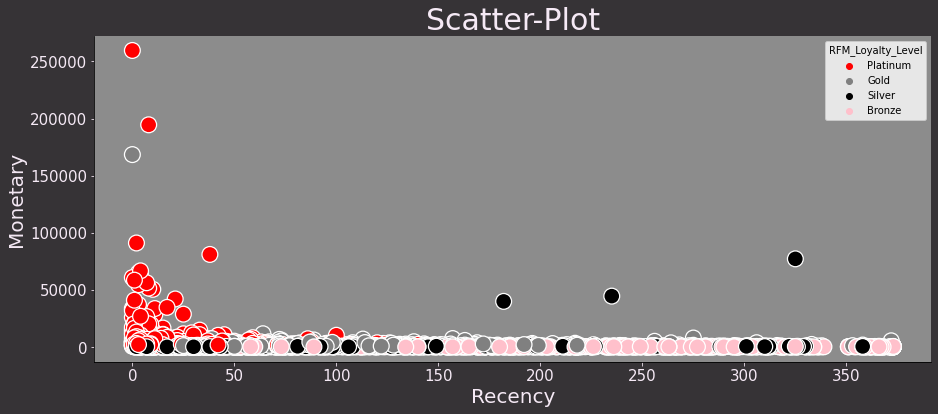 Scatter-Plot
RFM_Loyalty_Level
Platinum
Gold
Silver
Bronze
Monetary
250000
200000
150000
100000
50000
0
0 50 100 150 200 250 300 350
Recency